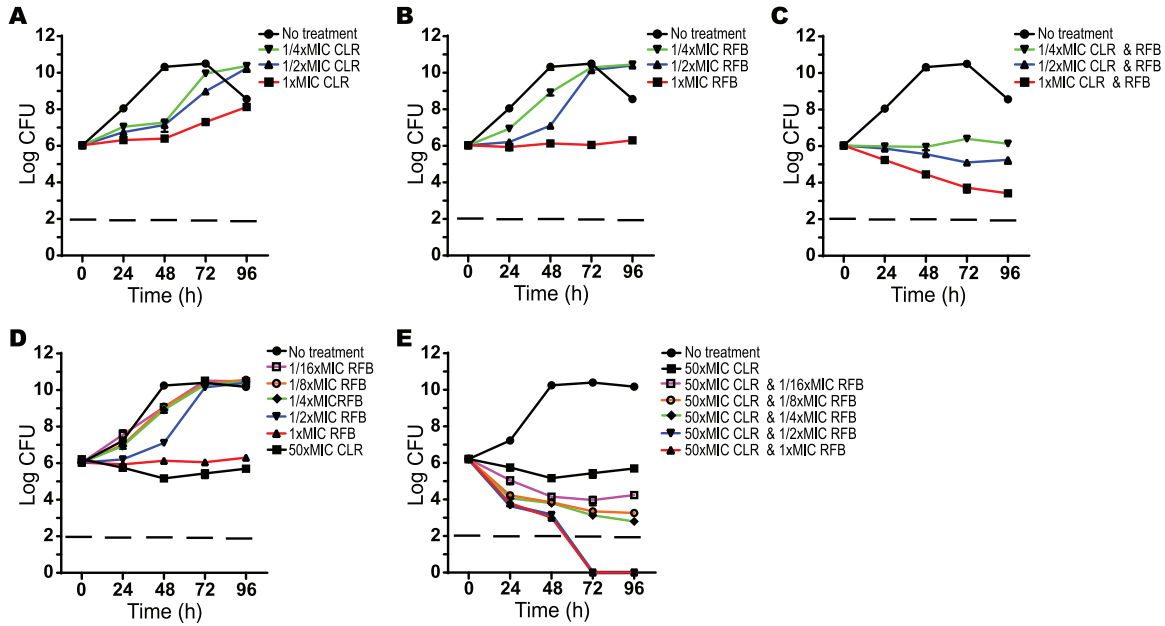 A
No treatment
1/4xMIC CLR
1/2xMIC CLR
1xMIC CLR
12
10
8
6
4
2
0
Log CFU
0 24 48 72 96
Time (h)
B
No treatment
1/4xMIC RFB
1/2xMIC RFB
1xMIC RFB
12
10
8
6
4
2
0
Log CFU
0 24 48 72 96
Time (h)
C
No treatment
1/4xMIC CLR & RFB
1/2xMIC CLR & RFB
1xMIC CLR & RFB
12
10
8
6
4
2
0
Log CFU
0 24 48 72 96
Time (h)
D
No treatment
1/16xMIC RFB
1/8xMIC RFB
1/4xMICRFB
1/2xMIC RFB
1xMIC RFB
50xMIC CLR
12
10
8
6
4
2
0
Log CFU
0 24 48 72 96
Time (h)
E
No treatment
50xMIC CLR
50xMIC CLR & 1/16xMIC RFB
50xMIC CLR & 1/8xMIC RFB
50xMIC CLR & 1/4xMIC RFB
50xMIC CLR & 1/2xMIC RFB
50xMIC CLR & 1xMIC RFB
12
10
8
6
4
2
0
Log CFU
0 24 48 72 96
Time (h)